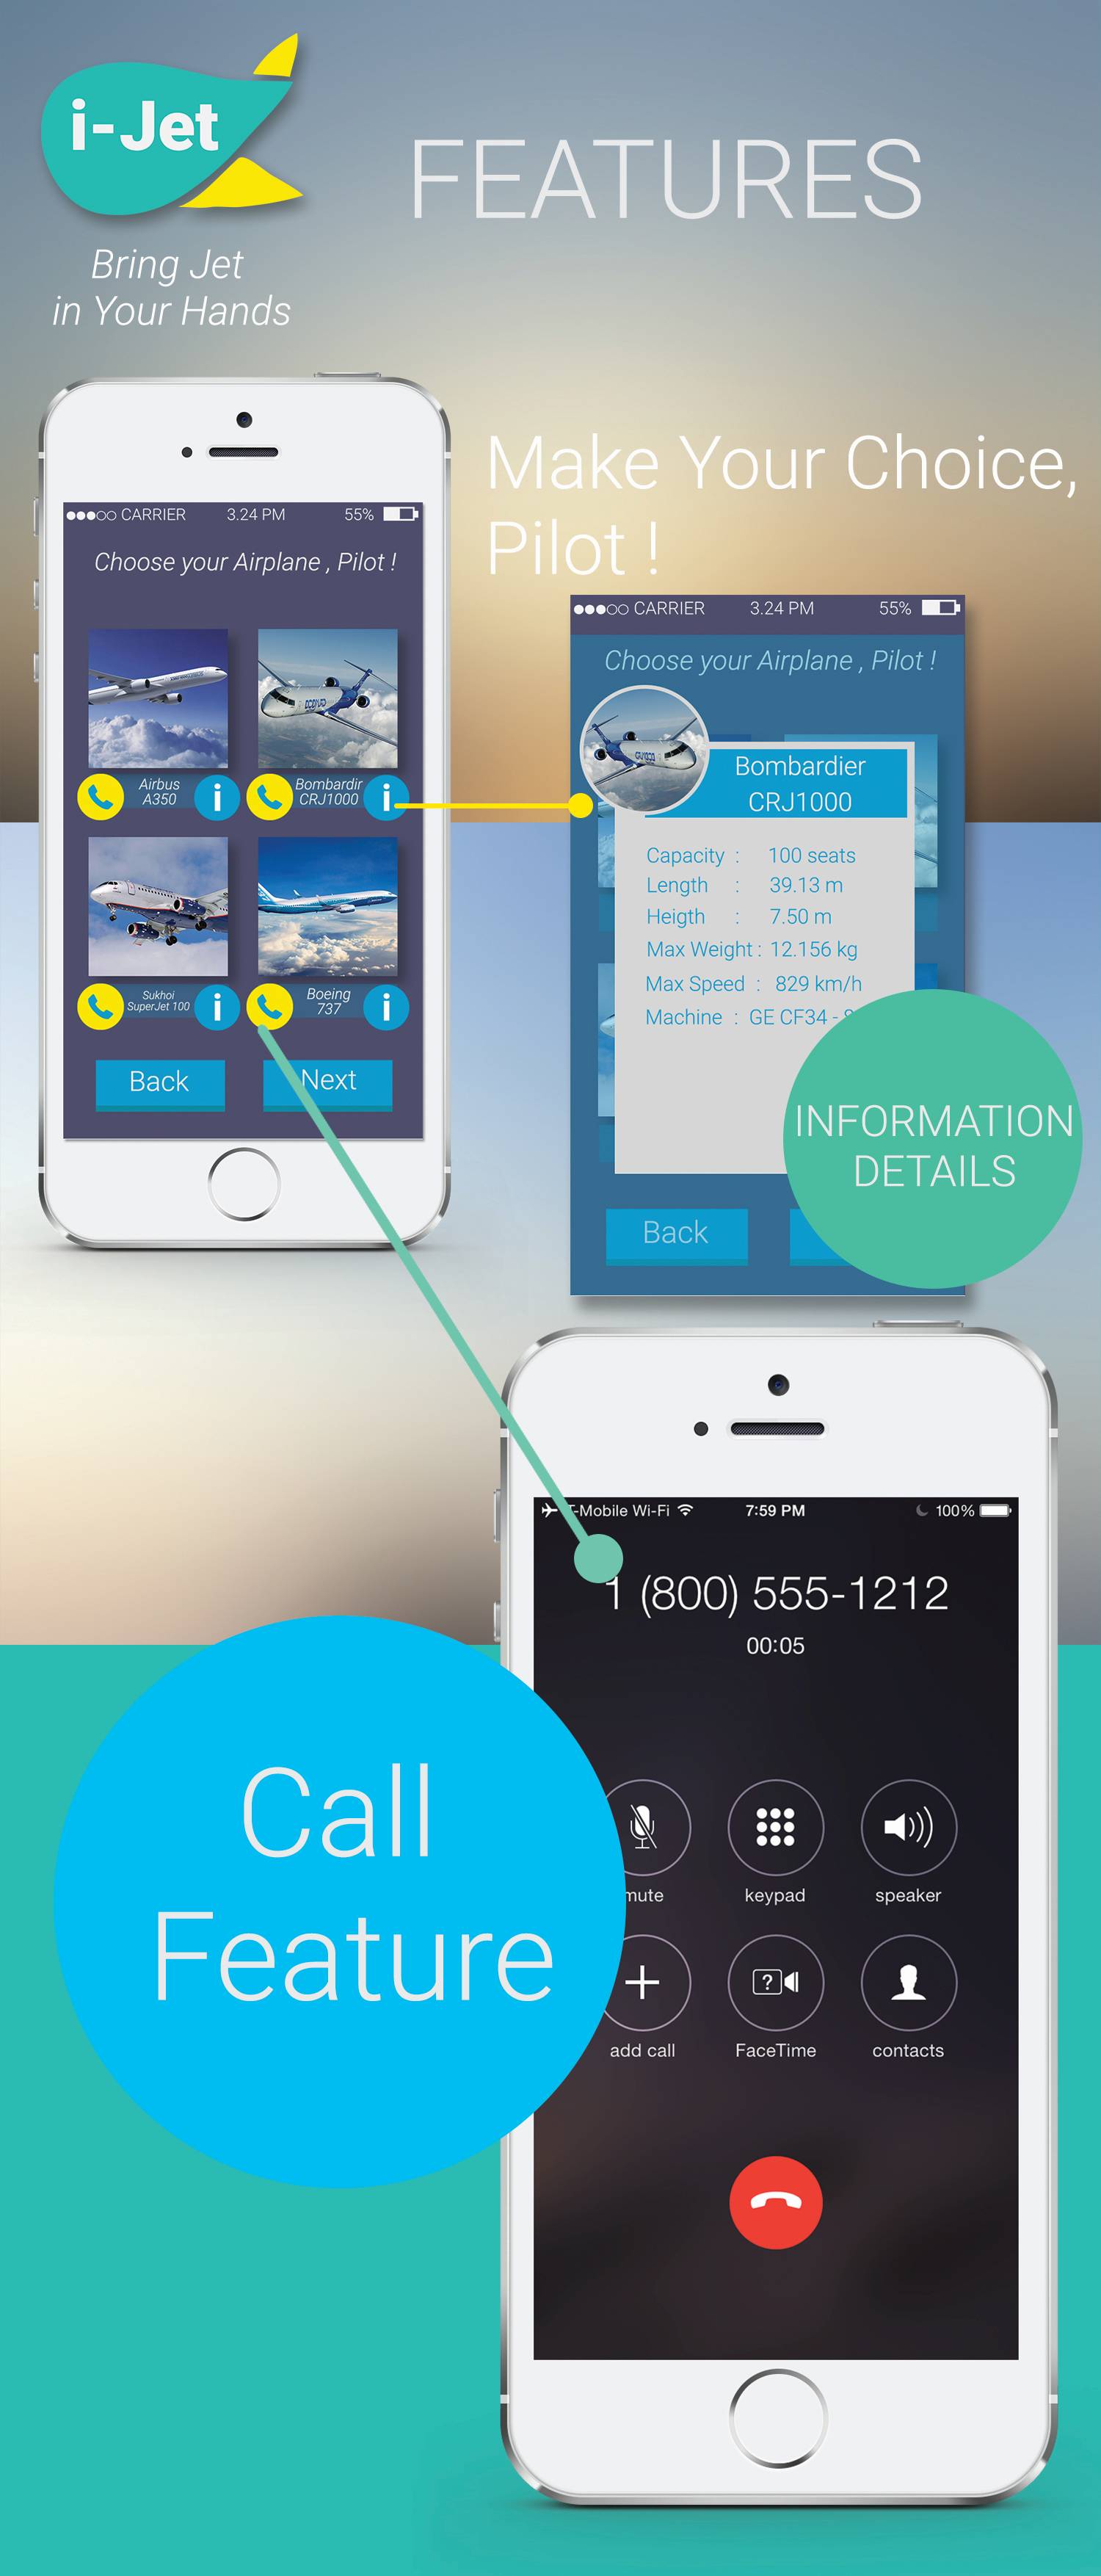 i-Jet
FEATURES
Bring Jet
in Your Hands
Make Your Choice,
Pilot !
CARRIER 3.24 PM 55%
Choose your Airplane , Pilot !
Airbus
A350
Bombardir
CRJ1000
Sukhoi
SuperJet 100
Boeing
737
Back
Next
CARRIER 3.24 PM 55%
Choose your Airplane , Pilot !
Bombardier
CRJ1000
Capacity : 100 seats
Length : 39.13 m
Heigth : 7.50 m
Max Weight : 12.156 kg
Max Speed : 829 km/h
Machine : GE CF34 -
INFORMATION
DETAILS
Back
T-Mobile Wi-Fi 7:59 PM 100%
1 (800) 555-1212
00:05
Call
Feature
mute
keypad
speaker
add call
FaceTime
contacts